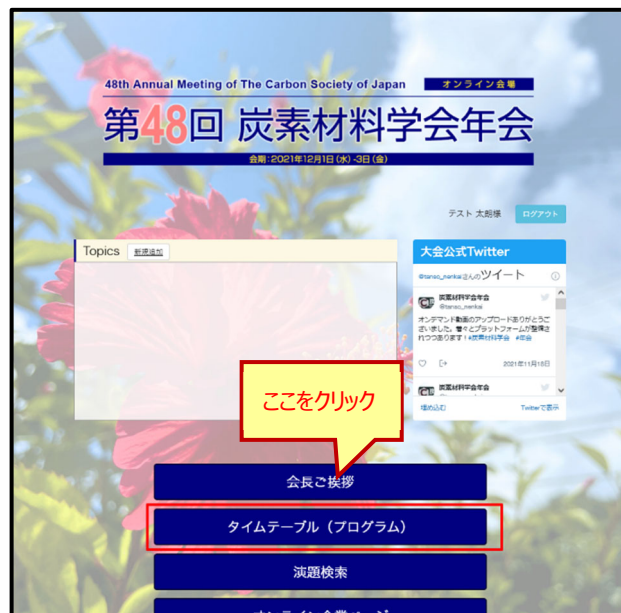 48th Annual Meeting of The Carbon Society of Japan オンライン会場
第48回 炭素材料学会年会
会期:2021年12月1日(水)-3日(金)
テスト 太朗様 ログアウト
Topics 新規追加
大会公式Twitter
@tanso_nenkaiさんのツイート
炭素材料学会年会
@tanso_nenkai
オンデマンド動画のアップロードありがとうご
ざいました。着々とプラットフォームが整備さ
れつつあります!#炭素材料学会 #年会
2021年11月18日
炭素材料学会年会
@tanso_nenkai
埋め込む Twitterで表示
ここをクリック
会長ご挨拶
タイムテーブル(プログラム)
演題検索
オンライン企業